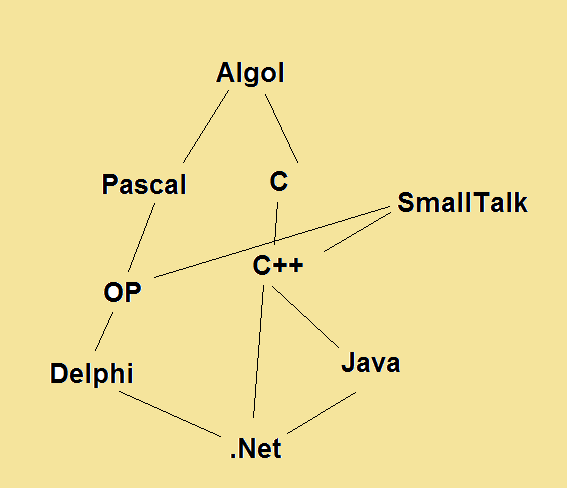 Algol
Pascal
C
SmallTalk
C++
OP
Java
Delphi
.Net